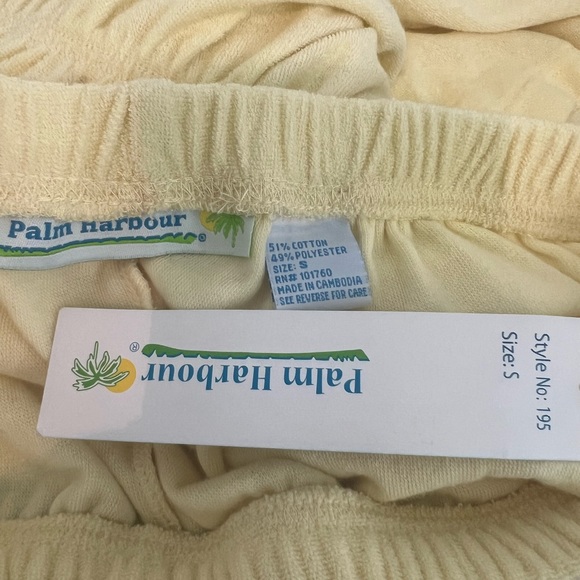 Palm Harbour
®
51% COTTON
49% POLYESTER
SIZE: S
RN# 101760
MADE IN CAMBODIA
SEE REVERSE FOR CARE
Palm Harbour
®
Style No: 195
Size: S